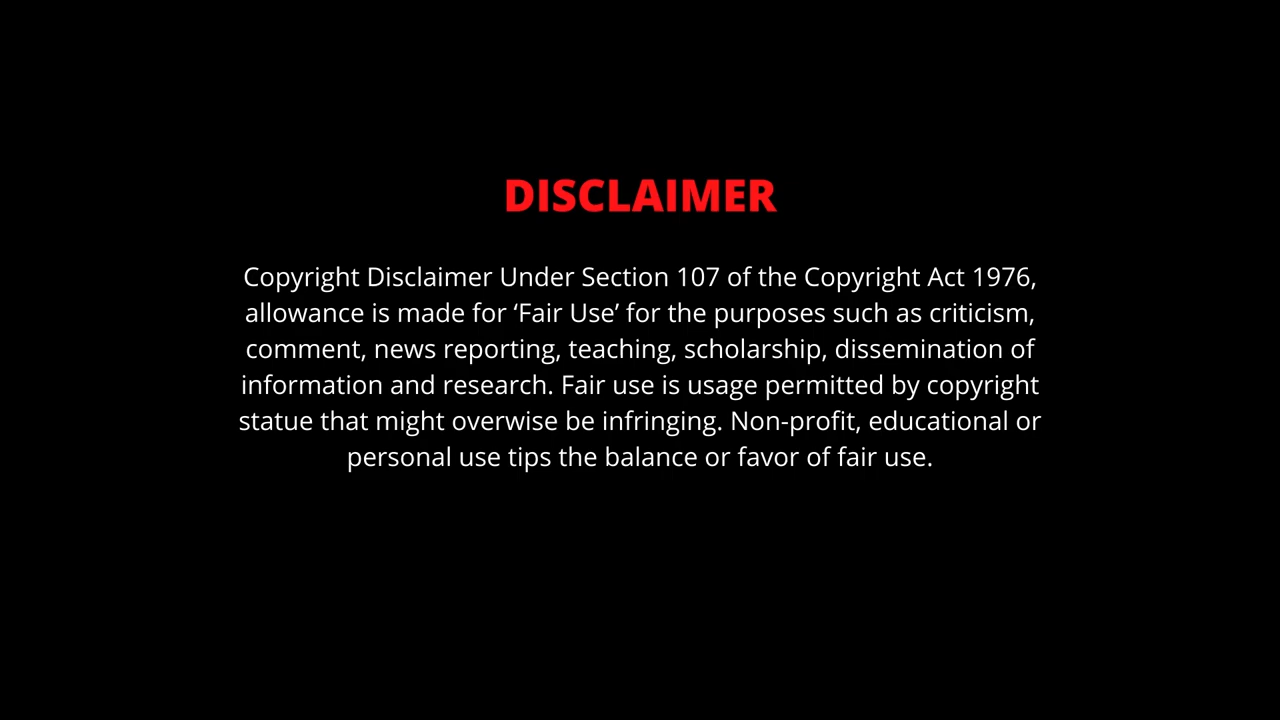 DISCLAIMER
Copyright Disclaimer Under Section 107 of the Copyright Act 1976,
allowance is made for ‘Fair Use’ for the purposes such as criticism,
comment, news reporting, teaching, scholarship, dissemination of
information and research. Fair use is usage permitted by copyright
statue that might overwise be infringing. Non-profit, educational or
personal use tips the balance or favor of fair use.